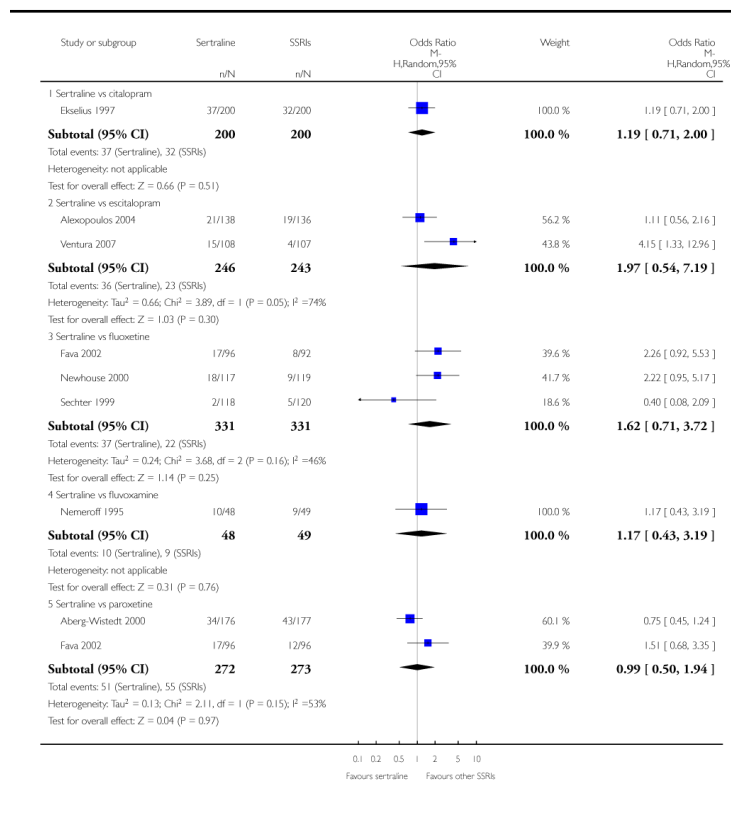 Study or subgroup Sertraline SSRIs Odds Ratio Weight Odds Ratio
M- M-
H,Random,95% H,Random,95%
n/N n/N CI CI
1 Sertraline vs citalopram
Ekselius 1997 37/200 32/200 100.0 % 1.19 [ 0.71, 2.00 ]
Subtotal (95% CI) 200 200 100.0 % 1.19 [ 0.71, 2.00 ]
Total events: 37 (Sertraline), 32 (SSRIs)
Heterogeneity: not applicable
Test for overall effect: Z = 0.66 (P = 0.51)
2 Sertraline vs escitalopram
Alexopoulos 2004 21/138 19/136 56.2 % 1.11 [ 0.56, 2.16 ]
Ventura 2007 15/108 4/107 43.8 % 4.15 [ 1.33, 12.96 ]
Subtotal (95% CI) 246 243 100.0 % 1.97 [ 0.54, 7.19 ]
Total events: 36 (Sertraline), 23 (SSRIs)
Heterogeneity: Tau² = 0.66; Chi² = 3.89, df = 1 (P = 0.05); I² =74%
Test for overall effect: Z = 1.03 (P = 0.30)
3 Sertraline vs fluoxetine
Fava 2002 17/96 8/92 39.6 % 2.26 [ 0.92, 5.53 ]
Newhouse 2000 18/117 9/119 41.7 % 2.22 [ 0.95, 5.17 ]
Sechter 1999 2/118 5/120 18.6 % 0.40 [ 0.08, 2.09 ]
Subtotal (95% CI) 331 331 100.0 % 1.62 [ 0.71, 3.72 ]
Total events: 37 (Sertraline), 22 (SSRIs)
Heterogeneity: Tau² = 0.24; Chi² = 3.68, df = 2 (P = 0.16); I² =46%
Test for overall effect: Z = 1.14 (P = 0.25)
4 Sertraline vs fluvoxamine
Nemeroff 1995 10/48 9/49 100.0 % 1.17 [ 0.43, 3.19 ]
Subtotal (95% CI) 48 49 100.0 % 1.17 [ 0.43, 3.19 ]
Total events: 10 (Sertraline), 9 (SSRIs)
Heterogeneity: not applicable
Test for overall effect: Z = 0.31 (P = 0.76)
5 Sertraline vs paroxetine
Aberg-Wistedt 2000 34/176 43/177 60.1 % 0.75 [ 0.45, 1.24 ]
Fava 2002 17/96 12/96 39.9 % 1.51 [ 0.68, 3.35 ]
Subtotal (95% CI) 272 273 100.0 % 0.99 [ 0.50, 1.94 ]
Total events: 51 (Sertraline), 55 (SSRIs)
Heterogeneity: Tau² = 0.13; Chi² = 2.11, df = 1 (P = 0.15); I² =53%
Test for overall effect: Z = 0.04 (P = 0.97)
0.1 0.2 0.5 1 2 5 10
Favours sertraline Favours other SSRIs